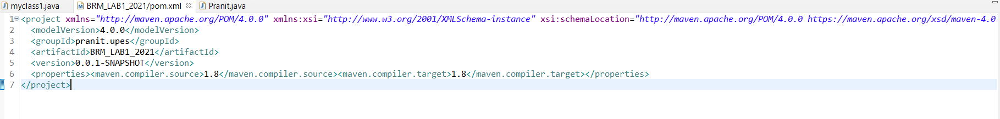 myclass1.java BRM_LAB1_2021/pom.xml Pranit.java
1 <project xmlns="http://maven.apache.org/POM/4.0.0" xmlns:xsi="http://www.w3.org/2001/XMLSchema-instance" xsi:schemaLocation="http://maven.apache.org/POM/4.0.0 https://maven.apache.org/xsd/maven-4.0
2 <modelVersion>4.0.0</modelVersion>
3 <groupId>pranit.upes</groupId>
4 <artifactId>BRM_LAB1_2021</artifactId>
5 <version>0.0.1-SNAPSHOT</version>
6 <properties><maven.compiler.source>1.8</maven.compiler.source><maven.compiler.target>1.8</maven.compiler.target></properties>
7 </project>